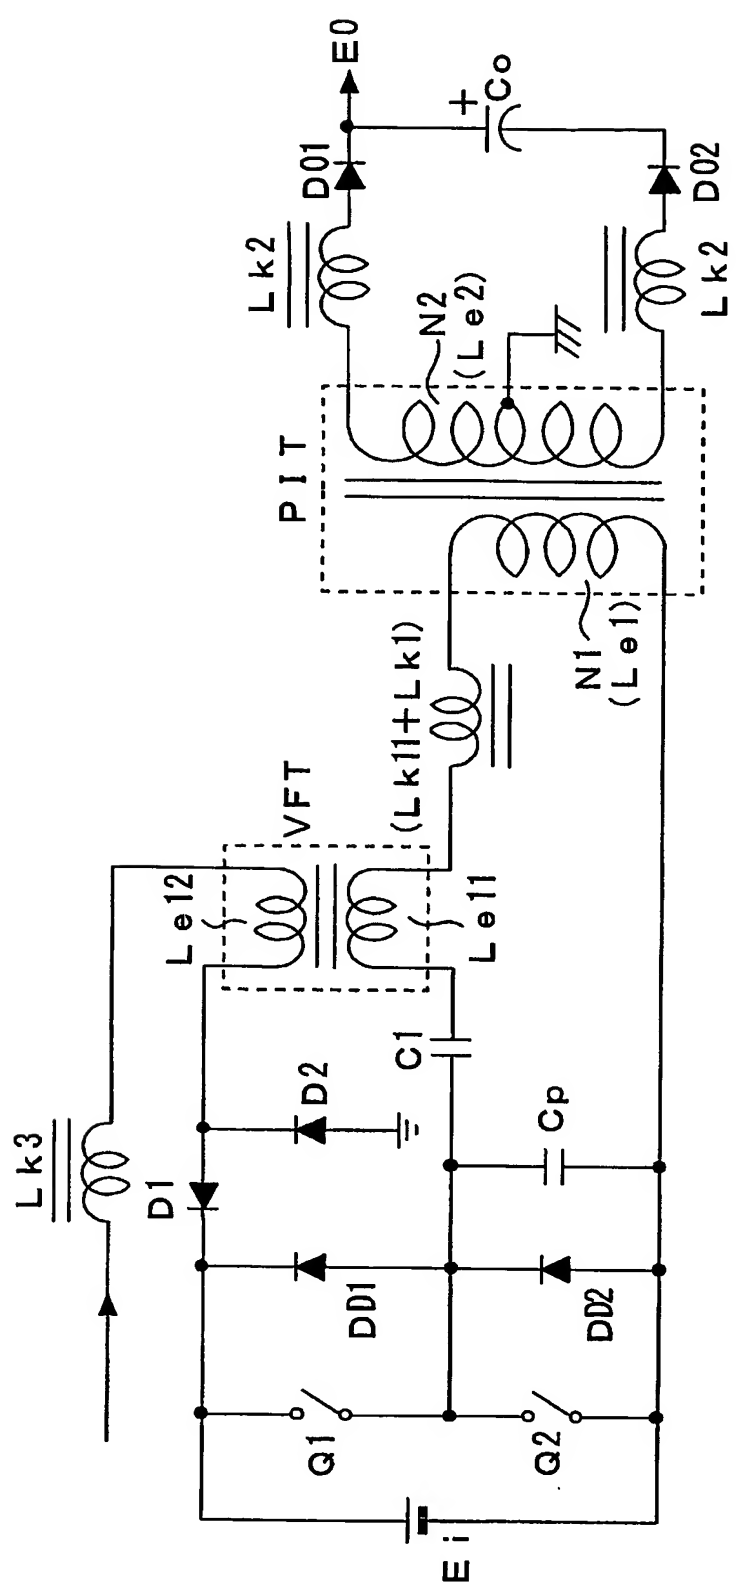 Lk3
Le12
VFT
Le11
(Lk11+Lk1)
PIT
N1
(Le1)
N2
(Le2)
Lk2
D01
E0
+
Co
Lk2
D02
D1
D2
C1
DD1
Cp
DD2
Q1
Q2
Ei